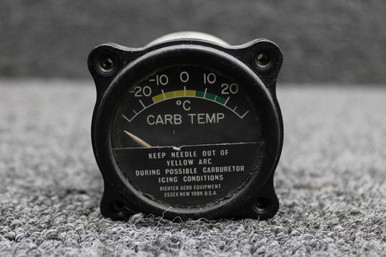 -20 -10 0 10 20
°C
CARB TEMP
KEEP NEEDLE OUT OF
YELLOW ARC
DURING POSSIBLE CARBURETOR
ICING CONDITIONS
RICHTER AERO EQUIPMENT
ESSEX NEW YORK U.S.A.